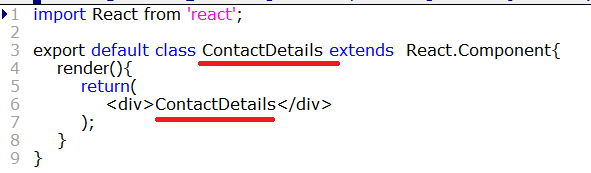 1 import React from 'react';
2
3 export default class ContactDetails extends  React.Component{
4    render(){
5       return(
6          <div>ContactDetails</div>
7       );
8    }
9 }